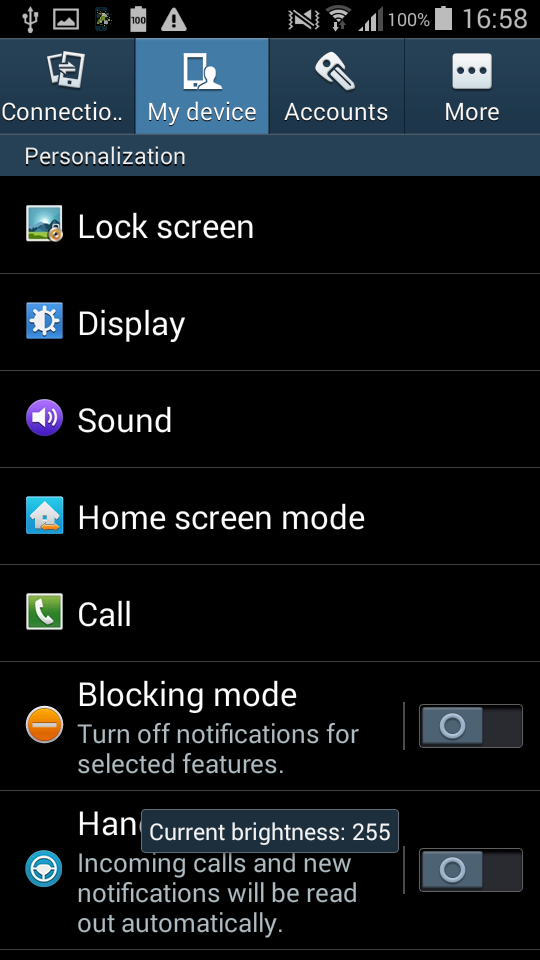 100 100% 16:58
Connectio.. My device Accounts More
Personalization
Lock screen
Display
Sound
Home screen mode
Call
Blocking mode
Turn off notifications for
selected features.
Current brightness: 255
Incoming calls and new
notifications will be read
out automatically.